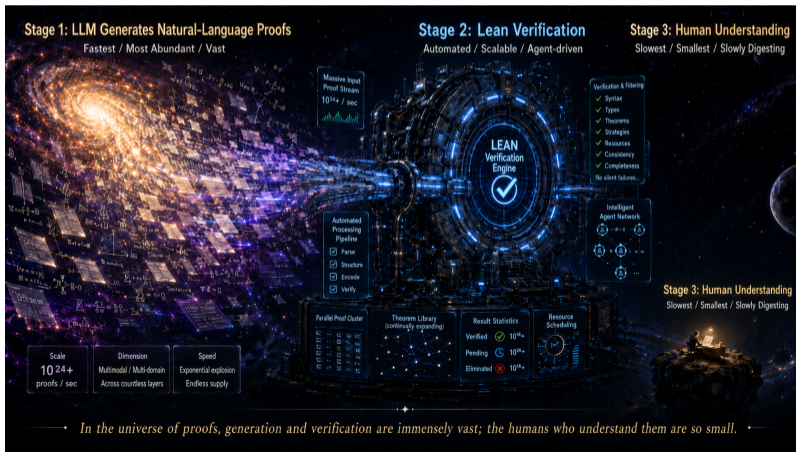 Stage 1: LLM Generates Natural-Language Proofs
Fastest / Most Abundant / Vast
Stage 2: Lean Verification
Automated / Scalable / Agent-driven
Stage 3: Human Understanding
Slowest / Smallest / Slowly Digesting
Massive Input
Proof Stream
10²⁴+ / sec
LEAN
Verification
Engine
Verification & Filtering
Syntax
Types
Theorems
Strategies
Resources
Consistency
Completeness
No silent failures...
Intelligent
Agent Network
Automated
Processing
Pipeline
Parse
Structure
Encode
Verify
Stage 3: Human Understanding
Slowest / Smallest / Slowly Digesting
Parallel Proof Cluster
Theorem Library
(continually expanding)
Result Statistics
Verified
Pending
Eliminated
Resource
Scheduling
Scale
10²⁴+
proofs / sec
Dimension
Multimodal / Multi-domain
Across countless layers
Speed
Exponential explosion
Endless supply
In the universe of proofs, generation and verification are immensely vast; the humans who understand them are so small.